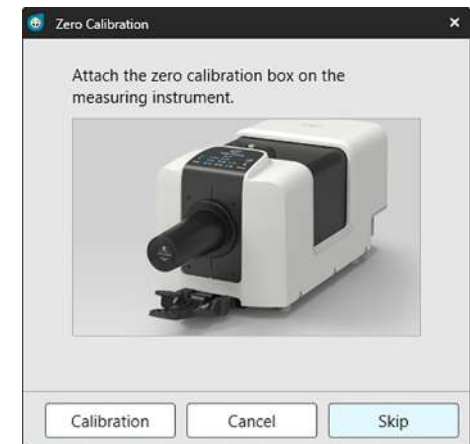 Zero Calibration
Attach the zero calibration box on the
measuring instrument.
Calibration
Cancel
Skip